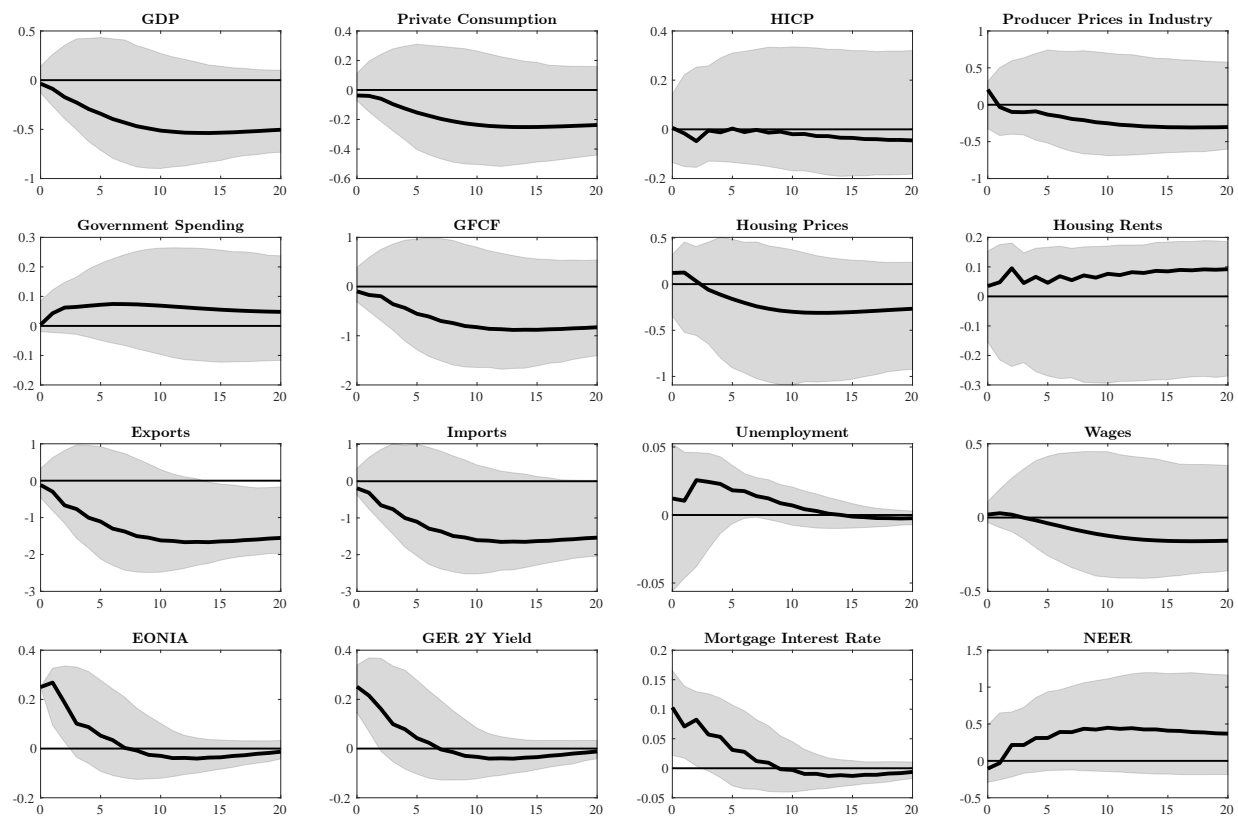 GDP
0.5
0
-0.5
-1
0 5 10 15 20
Private Consumption
0.4
0.2
0
-0.2
-0.4
-0.6
0 5 10 15 20
HICP
0.4
0.2
0
-0.2
0 5 10 15 20
Producer Prices in Industry
1
0.5
0
-0.5
-1
0 5 10 15 20
Government Spending
0.3
0.2
0.1
0
-0.1
-0.2
0 5 10 15 20
GFCF
1
0
-1
-2
0 5 10 15 20
Housing Prices
0.5
0
-0.5
-1
0 5 10 15 20
Housing Rents
0.2
0.1
0
-0.1
-0.2
-0.3
0 5 10 15 20
Exports
1
0
-1
-2
-3
0 5 10 15 20
Imports
1
0
-1
-2
-3
0 5 10 15 20
Unemployment
0.05
0
-0.05
0 5 10 15 20
Wages
0.5
0
-0.5
0 5 10 15 20
EONIA
0.4
0.2
0
-0.2
0 5 10 15 20
GER 2Y Yield
0.4
0.2
0
-0.2
0 5 10 15 20
Mortgage Interest Rate
0.2
0.15
0.1
0.05
0
-0.05
0 5 10 15 20
NEER
1.5
1
0.5
0
-0.5
0 5 10 15 20